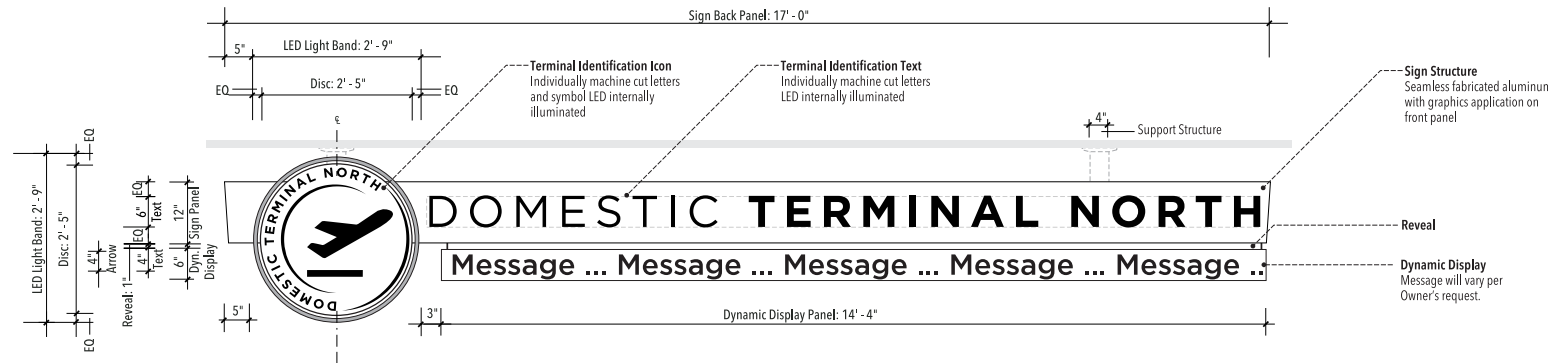 Sign Back Panel: 17' - 0"
5"
LED Light Band: 2' - 9"
Disc: 2' - 5"
EQ
EQ
℄
Terminal Identification Icon
Individually machine cut letters
and symbol LED internally
illuminated
Terminal Identification Text
Individually machine cut letters
LED internally illuminated
Sign Structure
Seamless fabricated aluminun
with graphics application on
front panel
4"
Support Structure
EQ
LED Light Band: 2' - 9"
Disc: 2' - 5"
EQ
4"
Arrow
Reveal: 1"
EQ
6"
Text
EQ
4"
Text
12"
Sign Panel
6"
Dyn.
Display
DOMESTIC TERMINAL NORTH
DOMESTIC TERMINAL NORTH
Reveal
Message ... Message ... Message ... Message ... Message ..
Dynamic Display
Message will vary per
Owner's request.
5"
3"
Dynamic Display Panel: 14' - 4"